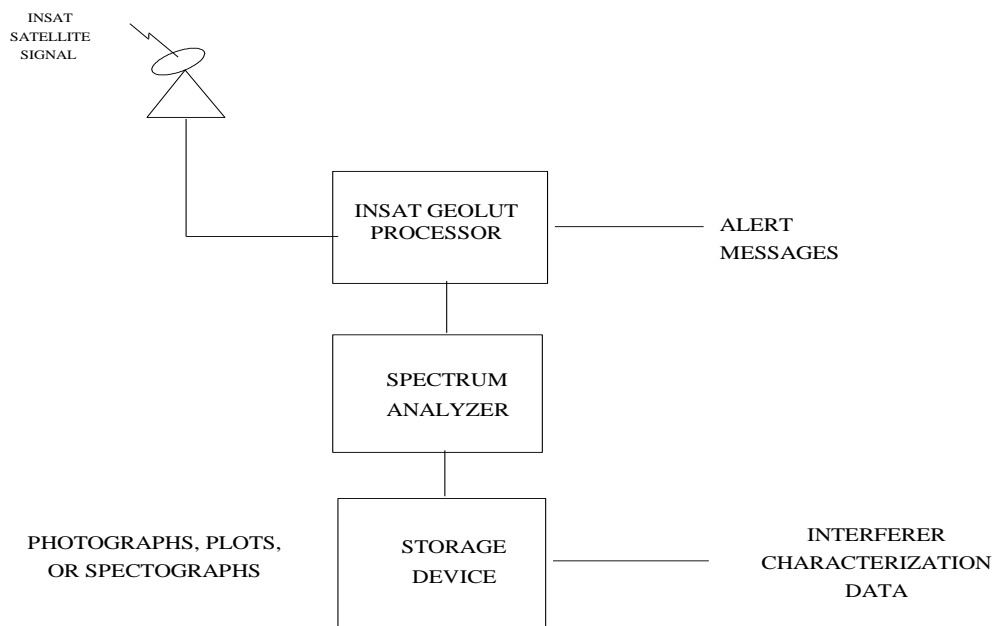 INSAT
SATELLITE
SIGNAL
INSAT GEOLUT
PROCESSOR
ALERT
MESSAGES
SPECTRUM
ANALYZER
PHOTOGRAPHS, PLOTS,
OR SPECTOGRAPHS
STORAGE
DEVICE
INTERFERER
CHARACTERIZATION
DATA